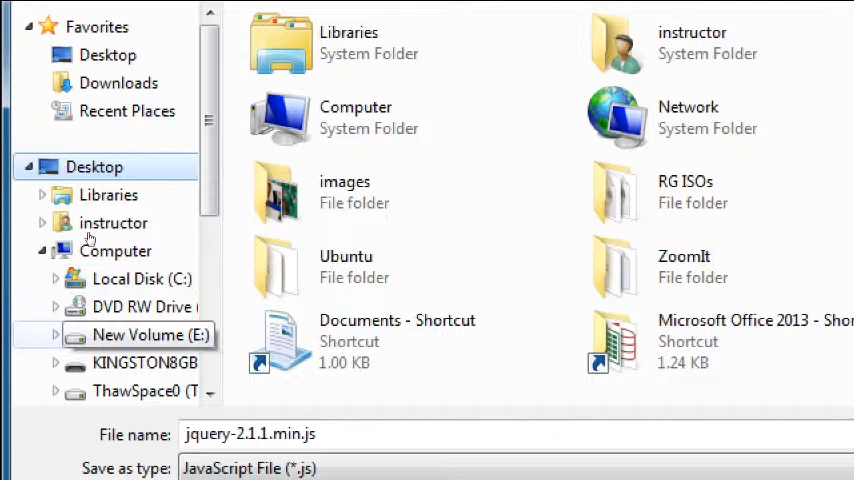 Favorites
Desktop
Downloads
Recent Places
Desktop
Libraries
instructor
Computer
Local Disk (C:)
DVD RW Drive (
New Volume (E:)
KINGSTON8GB
ThawSpace0 (T
Libraries
System Folder
instructor
System Folder
Computer
System Folder
Network
System Folder
images
File folder
RG ISOs
File folder
Ubuntu
File folder
ZoomIt
File folder
Documents - Shortcut
Shortcut
1.00 KB
Microsoft Office 2013 - Shor
Shortcut
1.24 KB
File name: jquery-2.1.1.min.js
Save as type: JavaScript File (*.js)